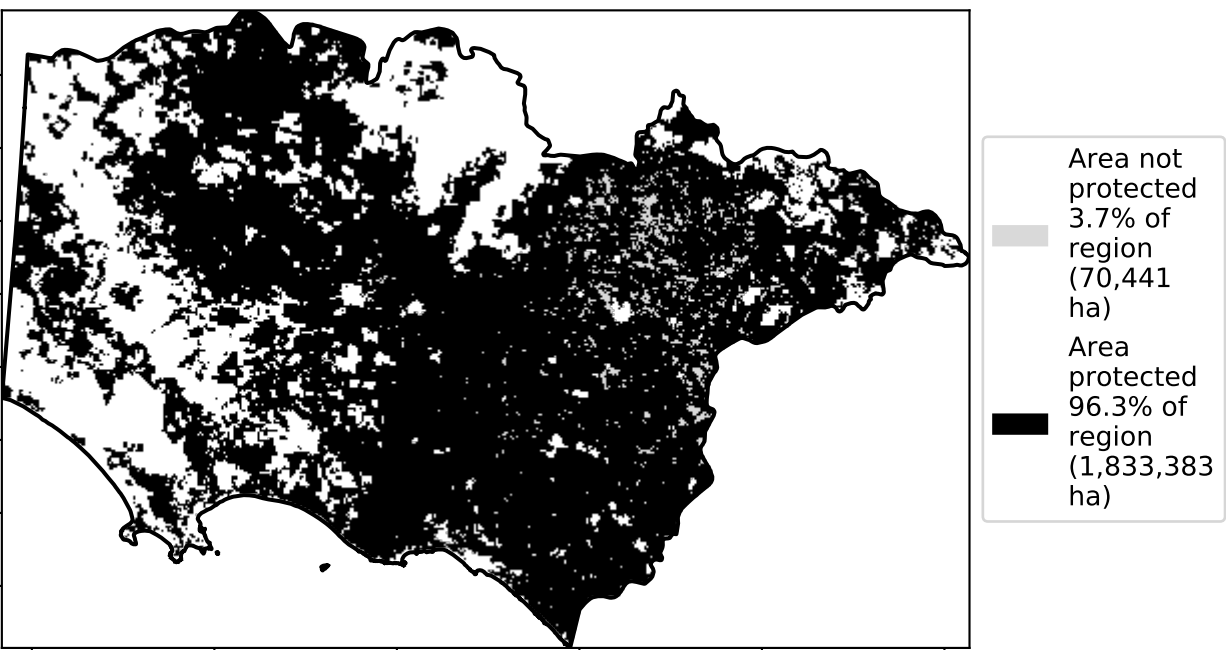 Area not
protected
3.7% of
region
(70,441
ha)
Area
protected
96.3% of
region
(1,833,383
ha)